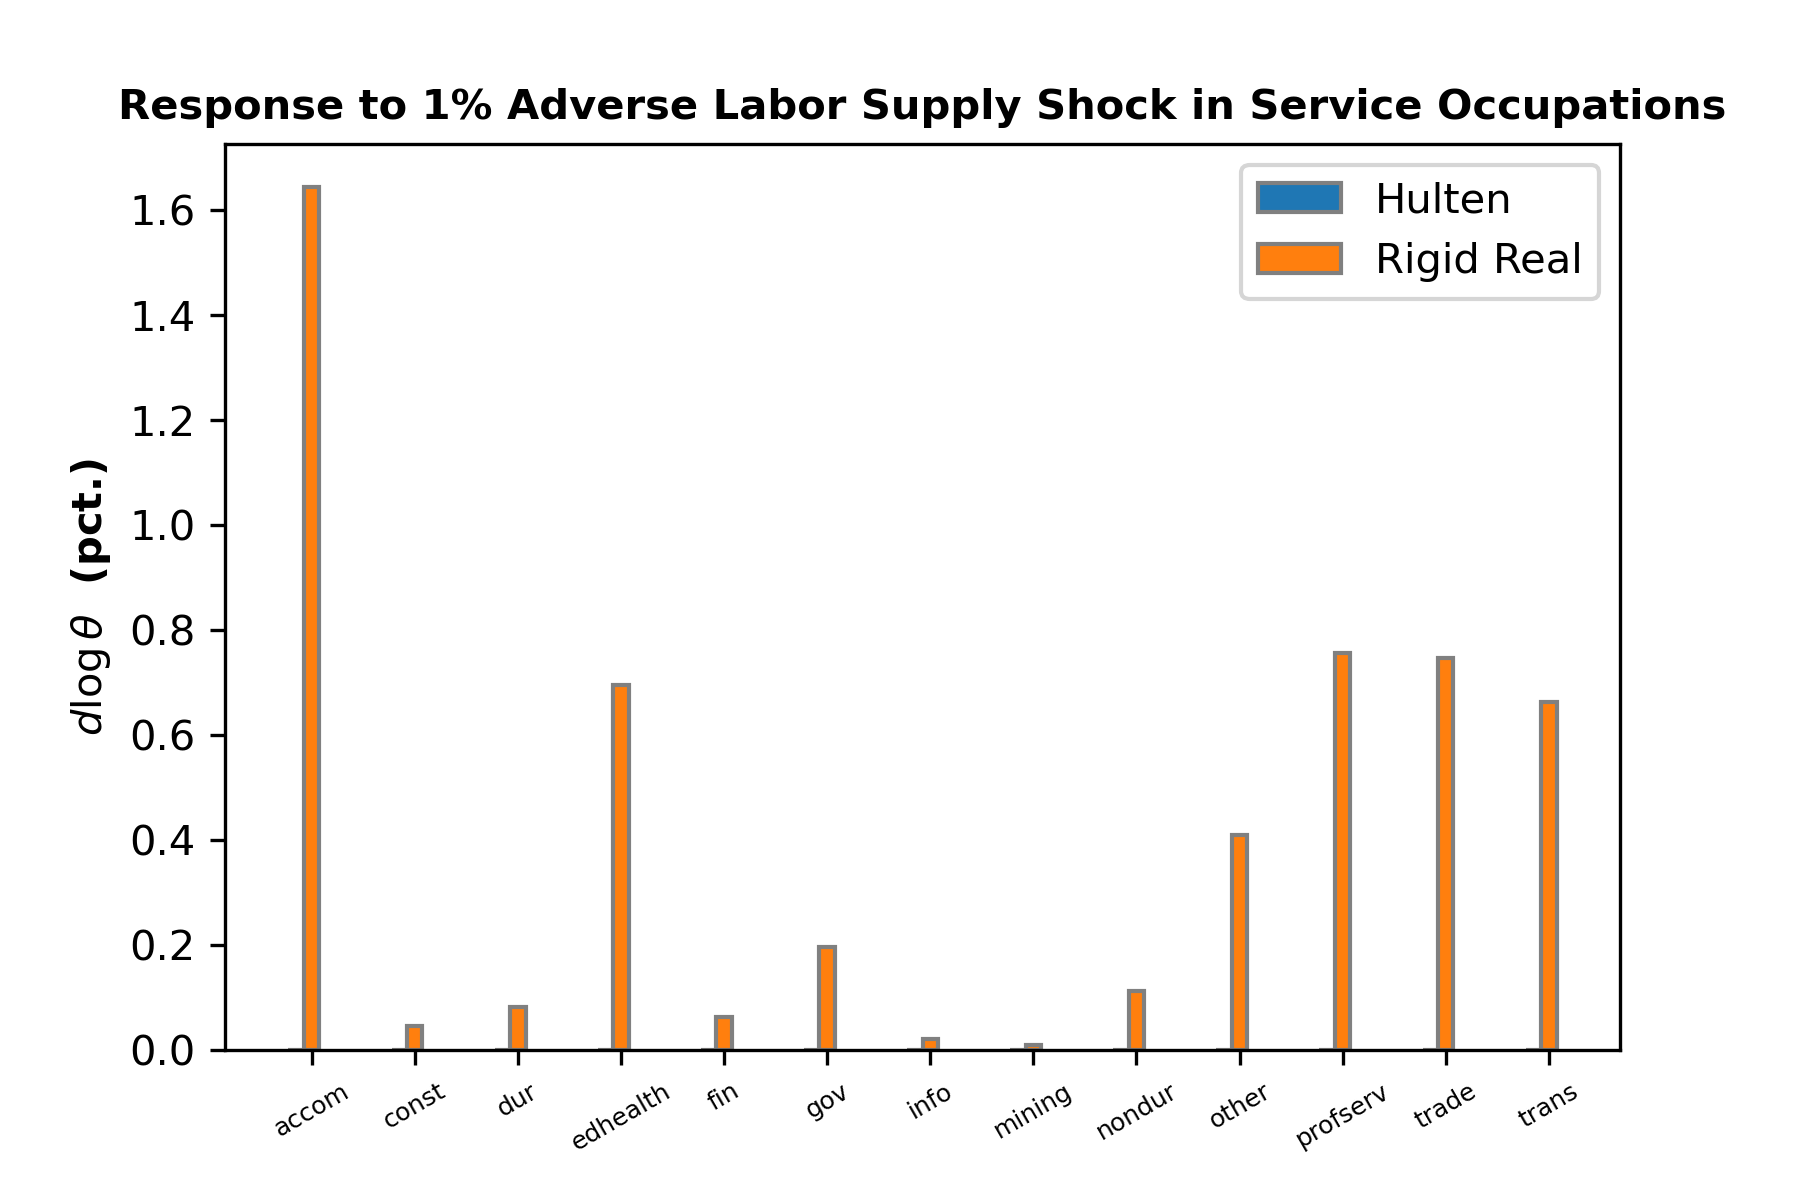 Response to 1% Adverse Labor Supply Shock in Service Occupations
Hulten
Rigid Real
d log θ (pct.)
1.6
1.4
1.2
1.0
0.8
0.6
0.4
0.2
0.0
accom const dur edhealth fin gov info mining nondur other profserv trade trans